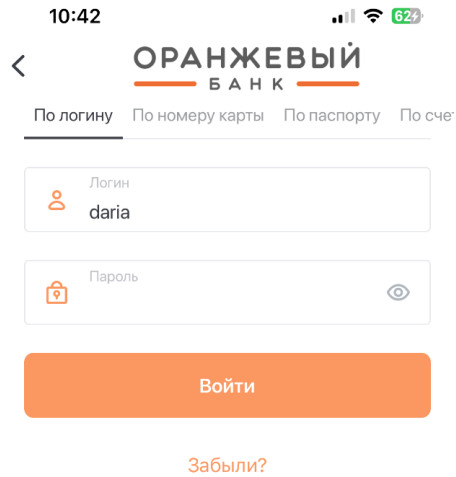 10:42
62
ОРАНЖЕВЫЙ
БАНК
По логину По номеру карты По паспорту По счет
Логин
daria
Пароль
Войти
Забыли?